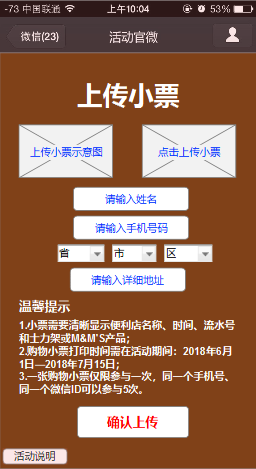 -73 中国联通 上午10:04 53%
微信(23) 活动官微
上传小票
上传小票示意图 点击上传小票
请输入姓名
请输入手机号码
省 市 区
请输入详细地址
温馨提示
1.小票需要清晰显示便利店名称、时间、流水号
和士力架或M&M'S产品；
2.购物小票打印时间需在活动期间：2018年6月
1日—2018年7月15日；
3.一张购物小票仅限参与一次，同一个手机号、
同一个微信ID可以参与5次。
确认上传
活动说明